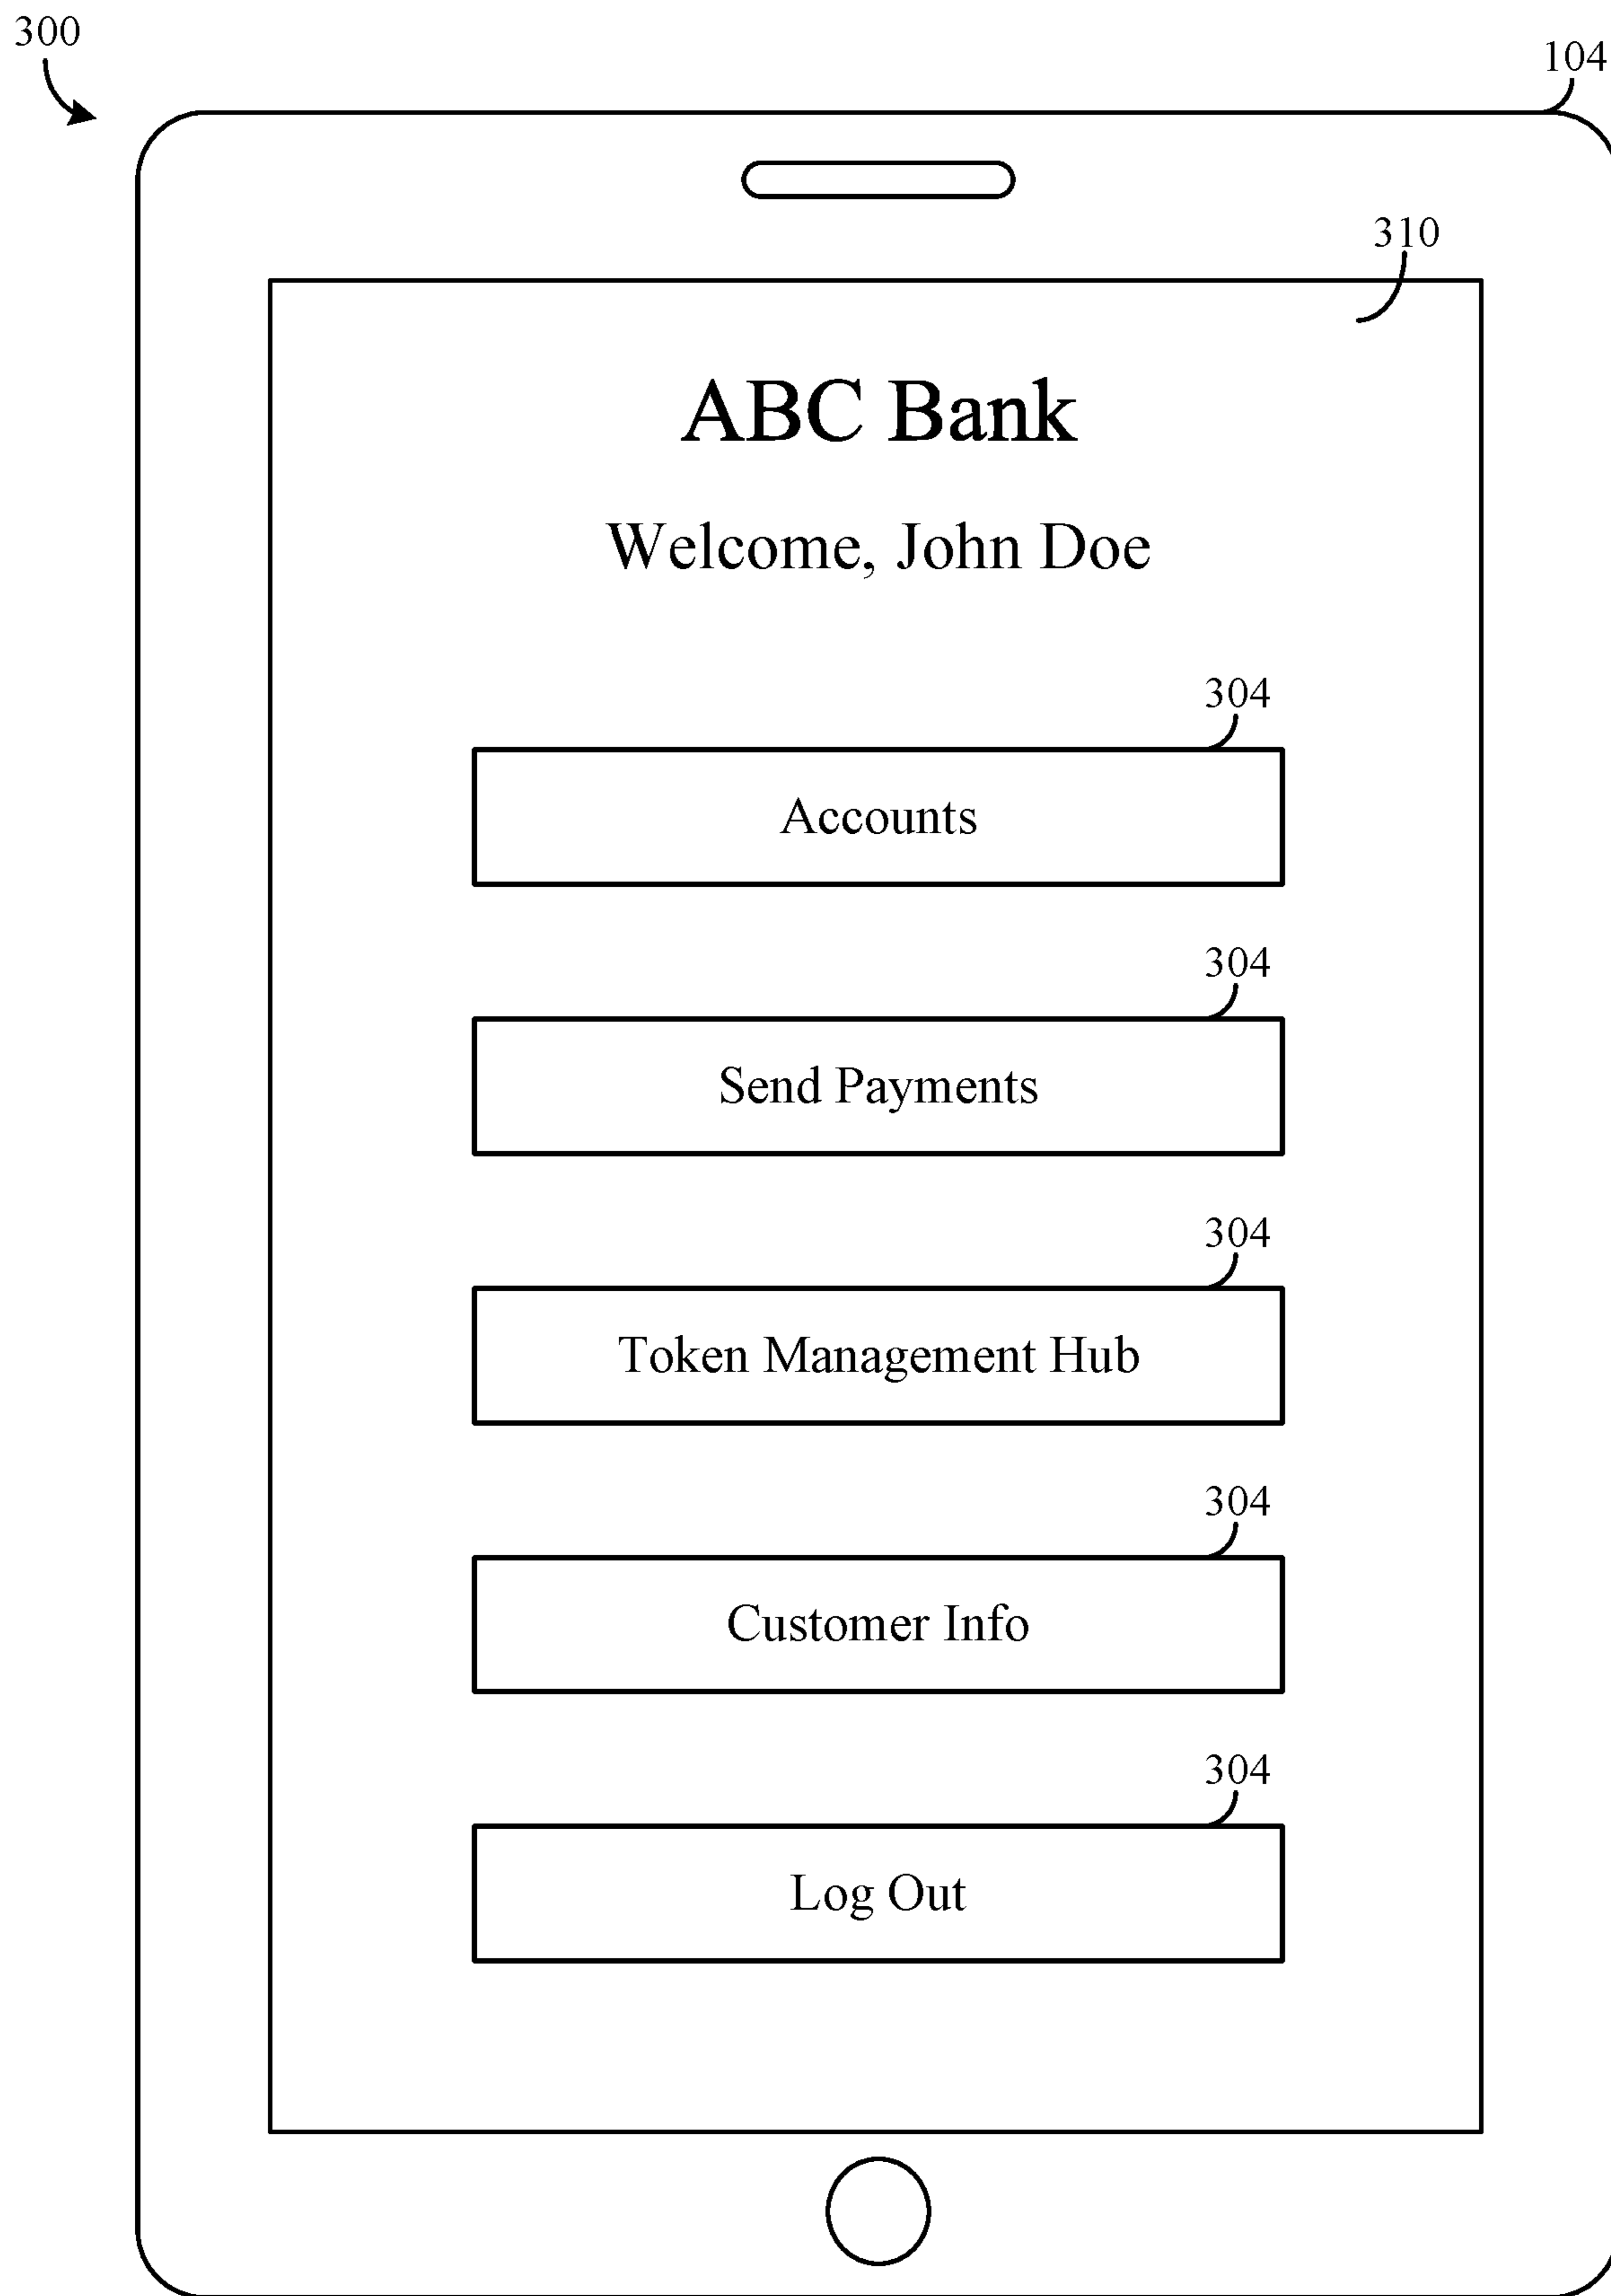 300
104
310
ABC Bank
Welcome, John Doe
304
Accounts
304
Send Payments
304
Token Management Hub
304
Customer Info
304
Log Out